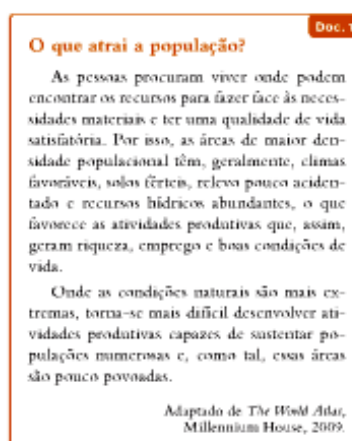 Doc. 1
O que atrai a população?
As pessoas procuram viver onde podem
encontrar os recursos para fazer face às neces-
sidades materiais e ter uma qualidade de vida
satisfatória. Por isso, as áreas de maior den-
sidade populacional têm, geralmente, climas
favoráveis, solos férteis, relevo pouco aciden-
tado e recursos hídricos abundantes, o que
favorece as atividades produtivas que, assim,
geram riqueza, emprego e boas condições de
vida.
Onde as condições naturais são mais ex-
tremas, torna-se mais difícil desenvolver ati-
vidades produtivas capazes de sustentar po-
pulações numerosas e, como tal, essas áreas
são pouco povoadas.
Adaptado de The World Atlas,
Millennium House, 2009.